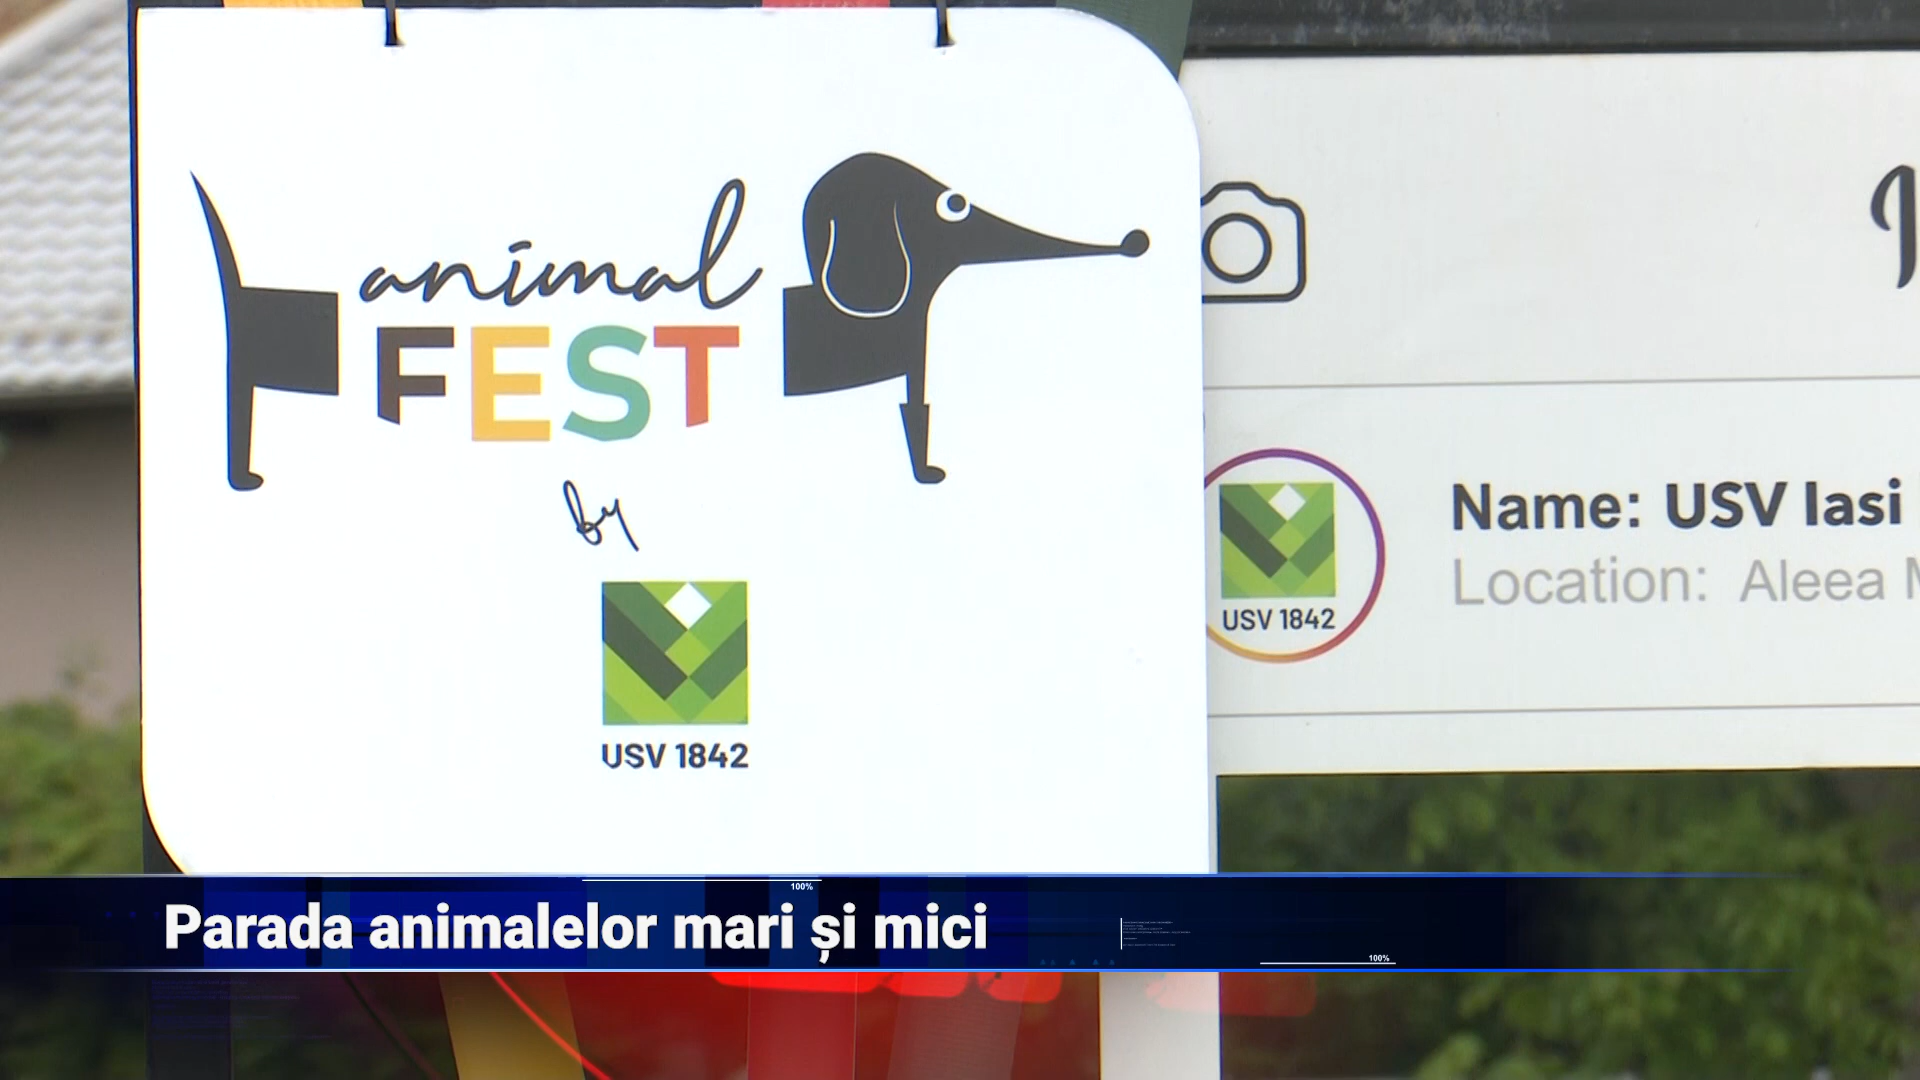 animal
FEST
by
USV 1842
Name: USV Iasi
Location: Aleea
USV 1842
100%
Parada animalelor mari și mici
100%